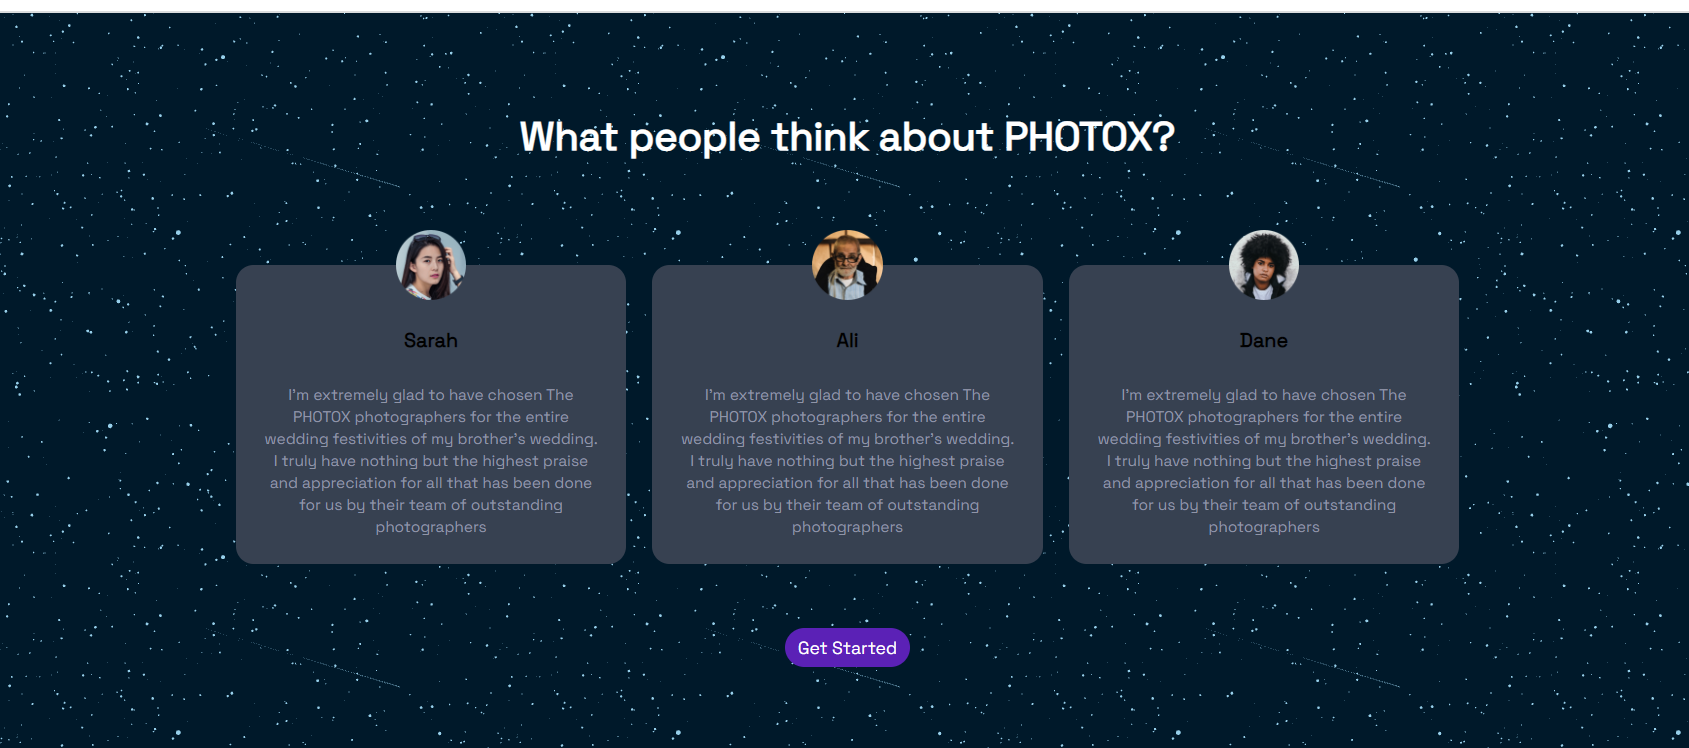 What people think about PHOTOX?
Sarah
I'm extremely glad to have chosen The
PHOTOX photographers for the entire
wedding festivities of my brother's wedding.
I truly have nothing but the highest praise
and appreciation for all that has been done
for us by their team of outstanding
photographers
Ali
I'm extremely glad to have chosen The
PHOTOX photographers for the entire
wedding festivities of my brother's wedding.
I truly have nothing but the highest praise
and appreciation for all that has been done
for us by their team of outstanding
photographers
Dane
I'm extremely glad to have chosen The
PHOTOX photographers for the entire
wedding festivities of my brother's wedding.
I truly have nothing but the highest praise
and appreciation for all that has been done
for us by their team of outstanding
photographers
Get Started